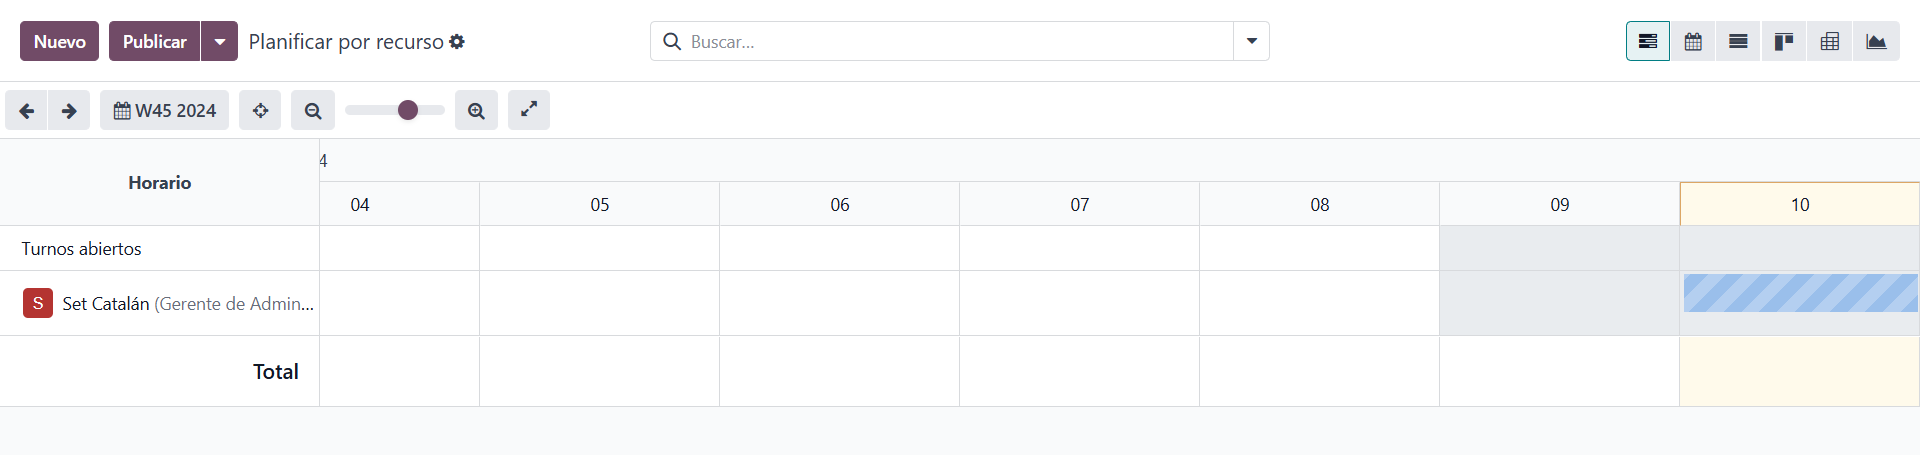 Nuevo Publicar Planificar por recurso Buscar...
W45 2024
Horario
4
04 05 06 07 08 09 10
Turnos abiertos
S Set Catalán (Gerente de Admin...
Total